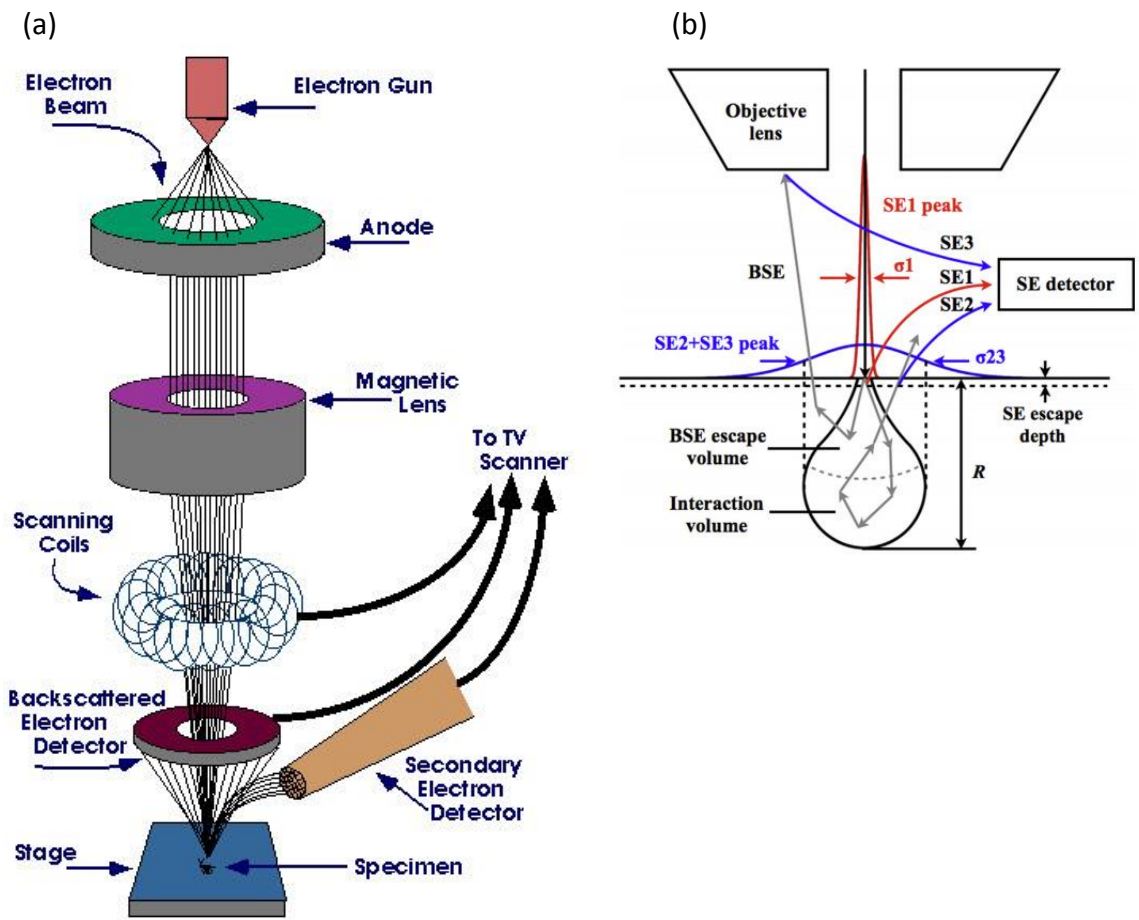 (a)
Electron
Beam
Electron Gun
Anode
Magnetic
Lens
To TV
Scanner
Scanning
Coils
Backscattered
Electron
Detector
Secondary
Electron
Detector
Stage
Specimen
(b)
Objective
lens
SE1 peak
SE3
BSE
σ1
SE1
SE detector
SE2
SE2+SE3 peak
σ23
SE escape
depth
BSE escape
volume
R
Interaction
volume